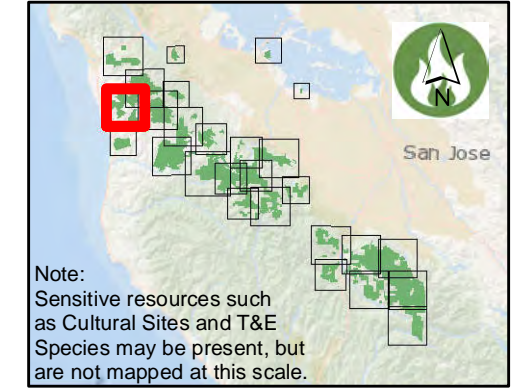 N
San Jose
Note:
Sensitive resources such
as Cultural Sites and T&E
Species may be present, but
are not mapped at this scale.